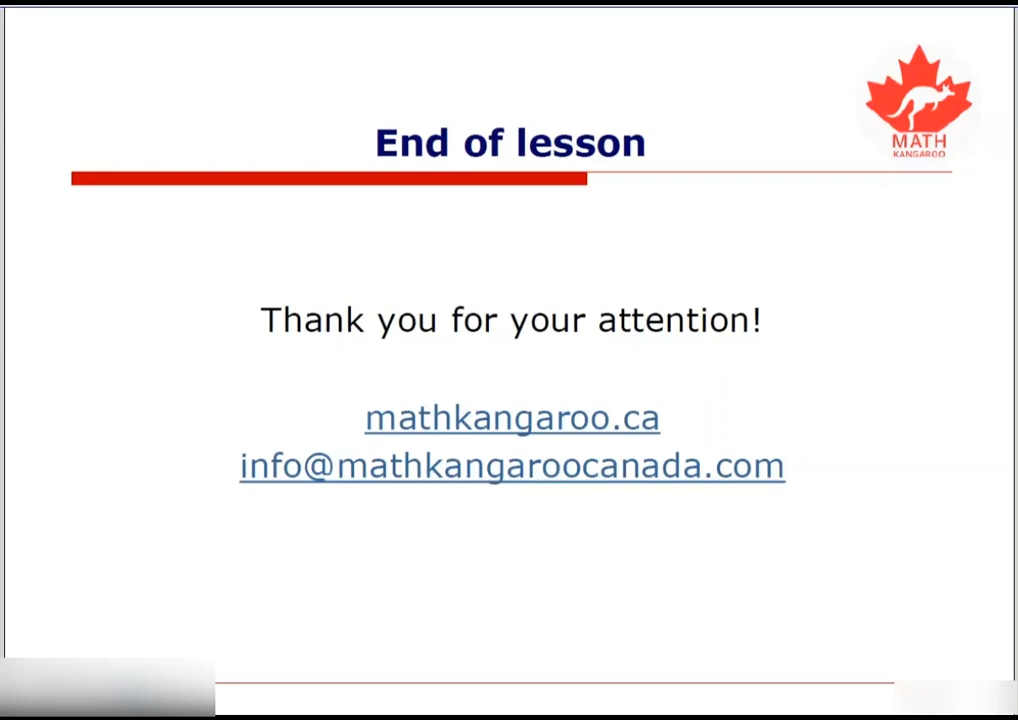 MATH
KANGAROO
End of lesson
Thank you for your attention!
mathkangaroo.ca
info@mathkangaroocanada.com